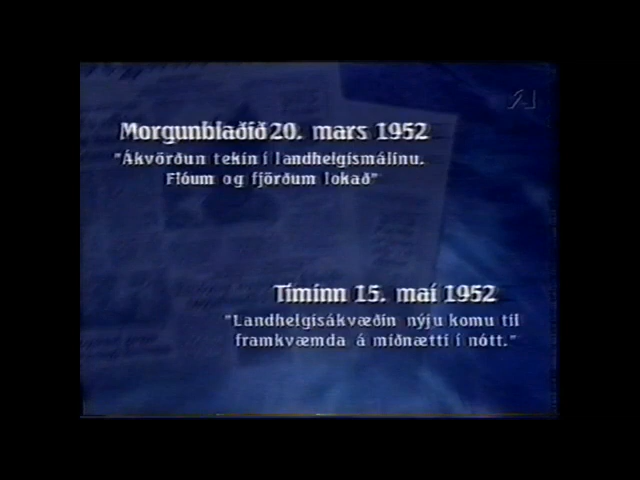 Morgunblaðið 20. mars 1952
"Ákvörðun tekin í landhelgismálinu.
Flóum og fjörðum lokað"
Tíminn 15. maí 1952
"Landhelgisákvæðin nýju komu til
framkvæmda á miðnætti í nótt."